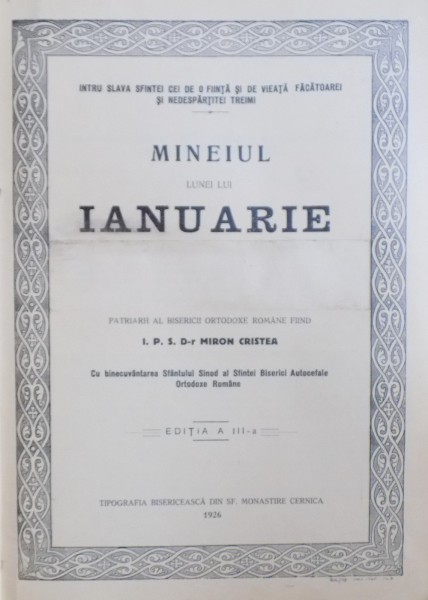 INTRU SLAVA SFINTEI CEI DE O FIINȚĂ ȘI DE VIEAȚĂ FĂCĂTOAREI
ȘI NEDESPĂRȚITEI TREIMI
MINEIUL
LUNEI LUI
IANUARIE
PATRIARH AL BISERICII ORTODOXE ROMÂNE FIIND
I. P. S. D-r MIRON CRISTEA
Cu binecuvântarea Sfântului Sinod al Sfintei Biserici Autocefale
Ortodoxe Române
EDIȚIA A III-a
TIPOGRAFIA BISERICEASCĂ DIN SF. MONASTIRE CERNICA
1926